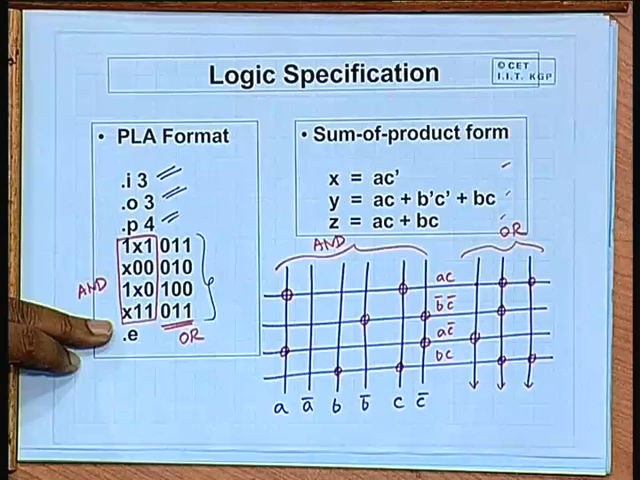 Logic Specification
© CET
I.I.T. KGP
• PLA Format
.i 3
.o 3
.p 4
1x1 011
x00 010
1x0 100
x11 011
.e
AND
OR
• Sum-of-product form
x = ac'
y = ac + b'c' + bc
z = ac + bc
AND
OR
ac
b̅ c̅
a c̅
bc
a a̅ b b̅ c c̅